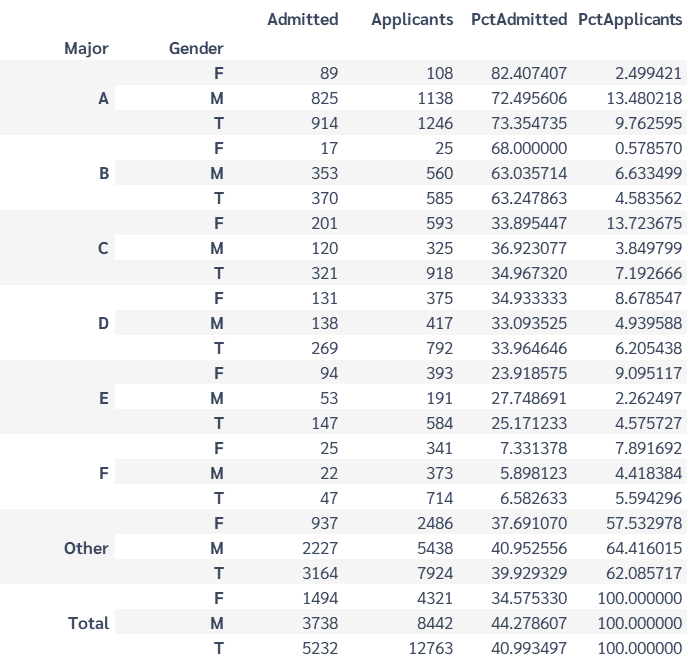 Admitted Applicants PctAdmitted PctApplicants
Major Gender
F 89 108 82.407407 2.499421
A M 825 1138 72.495606 13.480218
T 914 1246 73.354735 9.762595
F 17 25 68.000000 0.578570
B M 353 560 63.035714 6.633499
T 370 585 63.247863 4.583562
F 201 593 33.895447 13.723675
C M 120 325 36.923077 3.849799
T 321 918 34.967320 7.192666
F 131 375 34.933333 8.678547
D M 138 417 33.093525 4.939588
T 269 792 33.964646 6.205438
F 94 393 23.918575 9.095117
E M 53 191 27.748691 2.262497
T 147 584 25.171233 4.575727
F 25 341 7.331378 7.891692
F M 22 373 5.898123 4.418384
T 47 714 6.582633 5.594296
F 937 2486 37.691070 57.532978
Other M 2227 5438 40.952556 64.416015
T 3164 7924 39.929329 62.085717
F 1494 4321 34.575330 100.000000
Total M 3738 8442 44.278607 100.000000
T 5232 12763 40.993497 100.000000